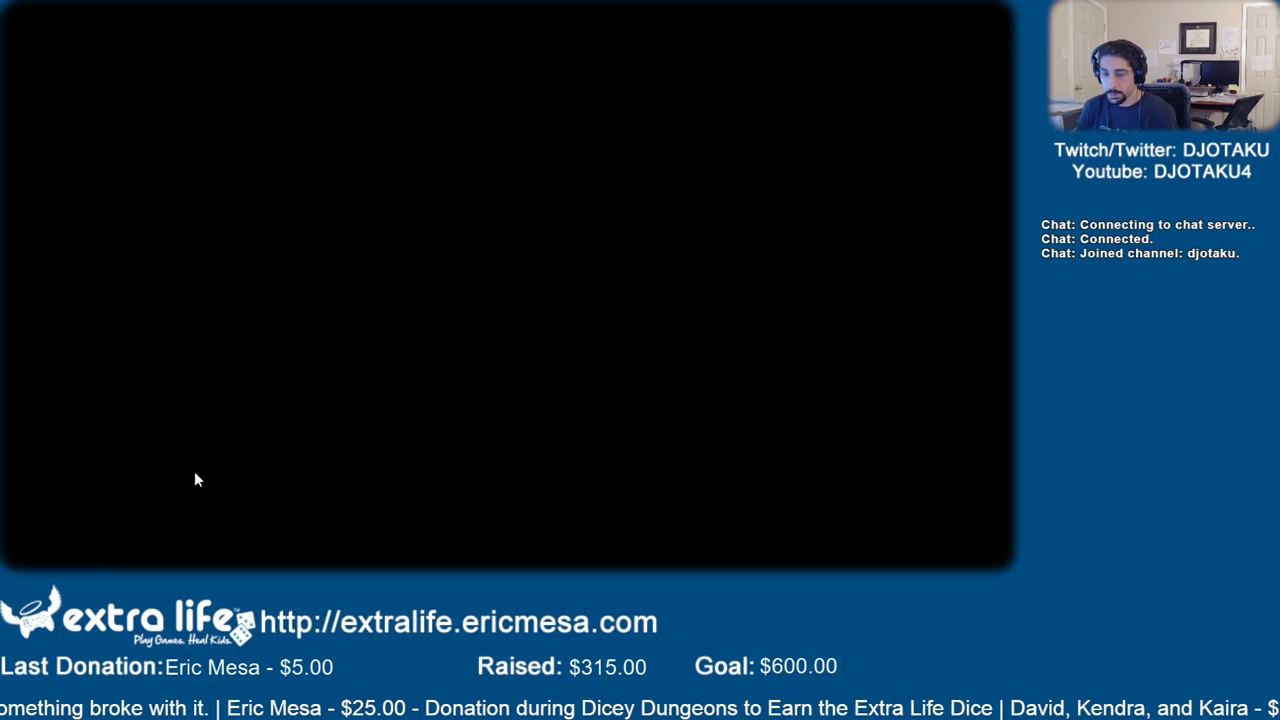 Twitch/Twitter: DJOTAKU
Youtube: DJOTAKU4
Chat: Connecting to chat server..
Chat: Connected.
Chat: Joined channel: djotaku.
extra life
Play Games. Heal Kids.
http://extralife.ericmesa.com
Last Donation: Eric Mesa - $5.00 Raised: $315.00 Goal: $600.00
omething broke with it. | Eric Mesa - $25.00 - Donation during Dicey Dungeons to Earn the Extra Life Dice | David, Kendra, and Kaira - $